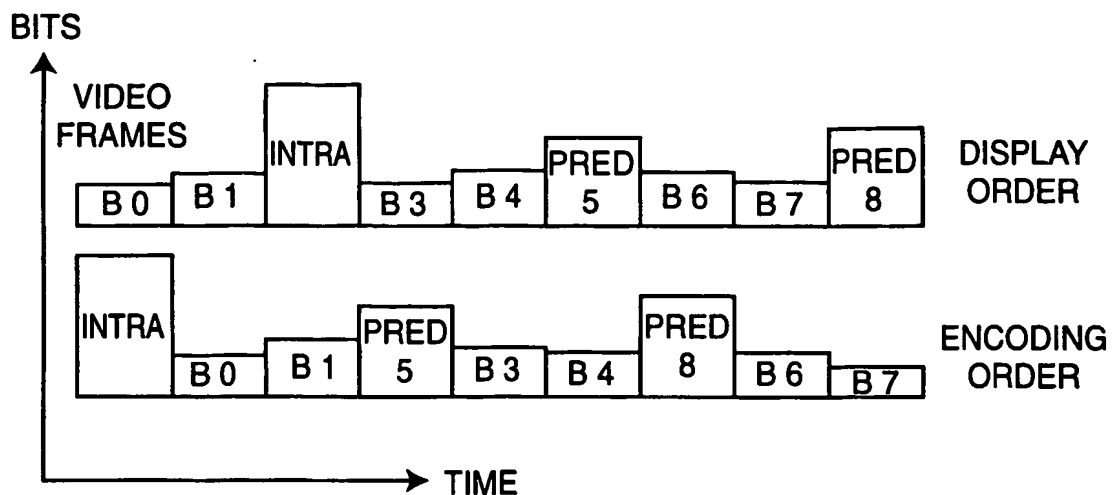 BITS
VIDEO
FRAMES
B 0 B 1 INTRA B 3 B 4 PRED 5 B 6 B 7 PRED 8
DISPLAY
ORDER
INTRA B 0 B 1 PRED 5 B 3 B 4 PRED 8 B 6 B 7
ENCODING
ORDER
TIME